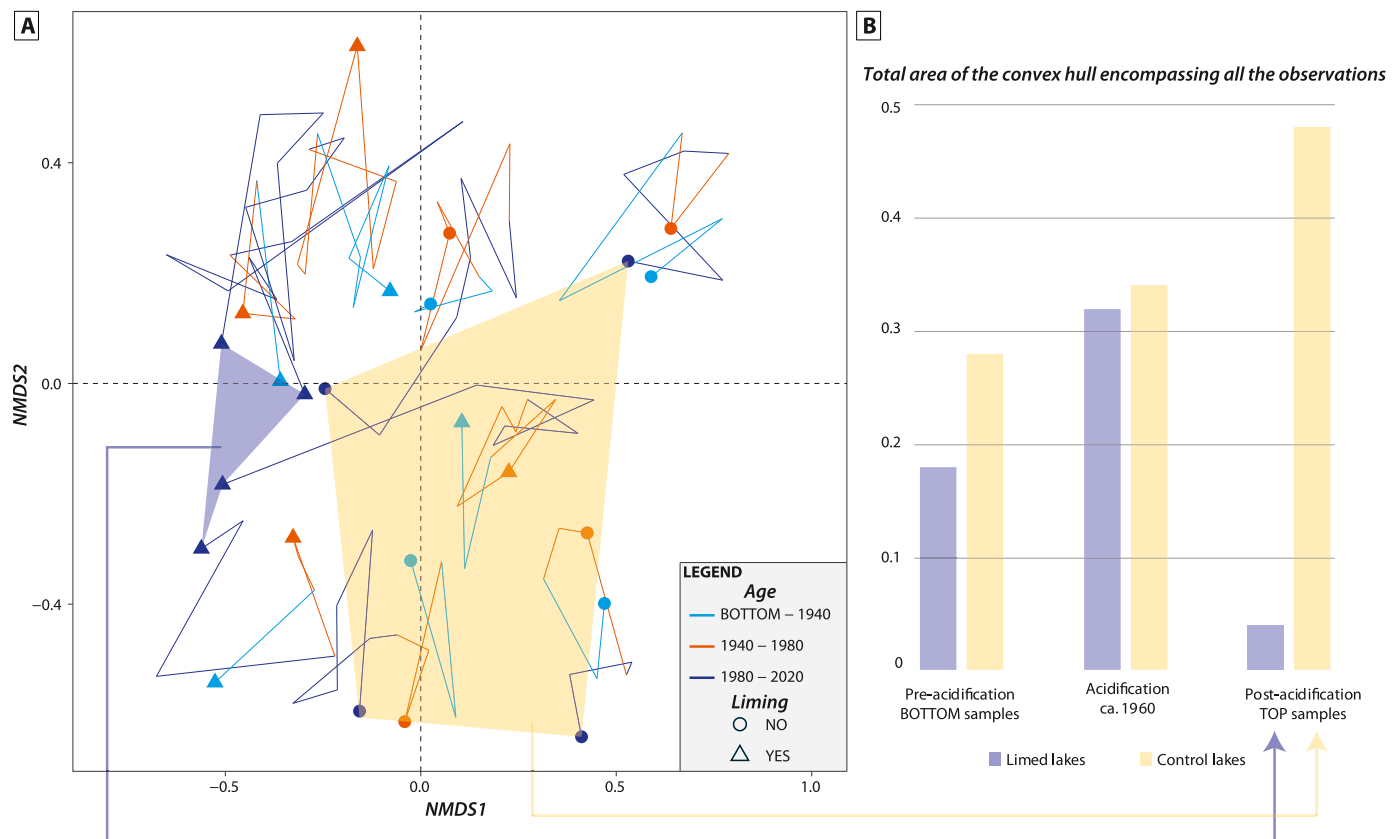 A
0.4
0.0
−0.4
NMDS2
−0.5
0.0
0.5
1.0
NMDS1
LEGEND
Age
BOTTOM – 1940
1940 – 1980
1980 – 2020
Liming
NO
YES
B
Total area of the convex hull encompassing all the observations
0.5
0.4
0.3
0.2
0.1
0
Pre-acidification
BOTTOM samples
Acidification
ca. 1960
Post-acidification
TOP samples
Limed lakes
Control lakes